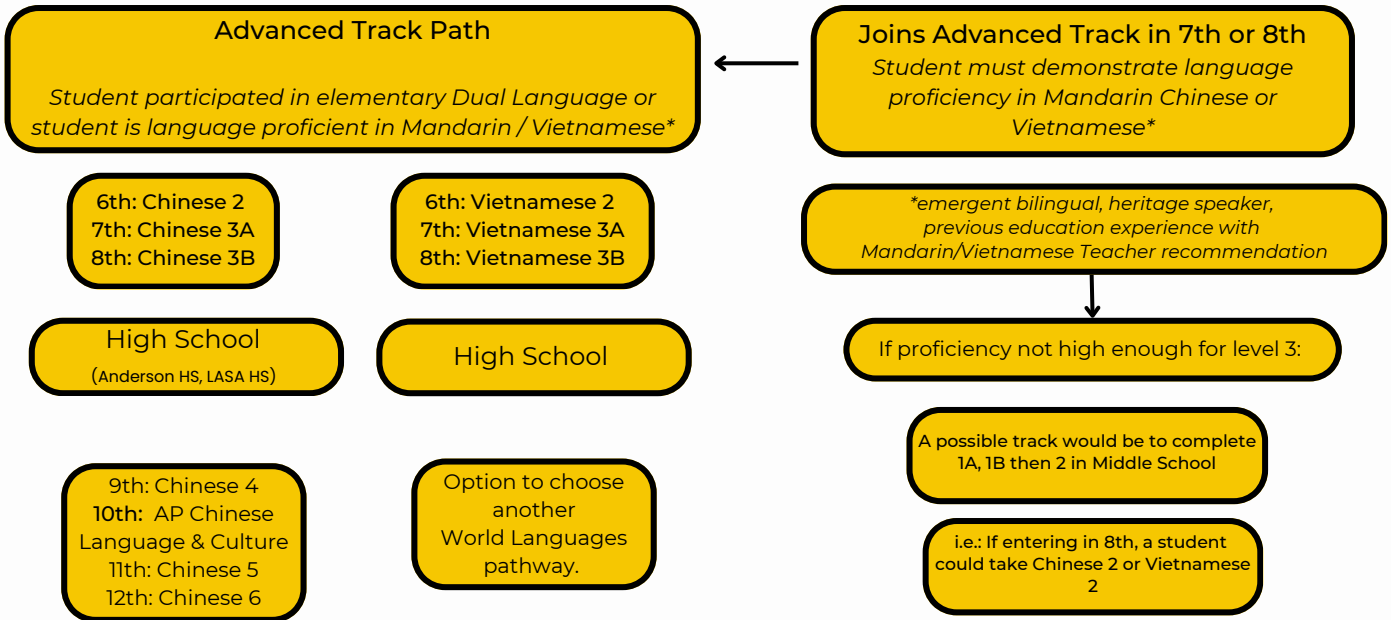 Advanced Track Path
Student participated in elementary Dual Language or
student is language proficient in Mandarin / Vietnamese*
6th: Chinese 2
7th: Chinese 3A
8th: Chinese 3B
6th: Vietnamese 2
7th: Vietnamese 3A
8th: Vietnamese 3B
High School
(Anderson HS, LASA HS)
High School
9th: Chinese 4
10th: AP Chinese
Language & Culture
11th: Chinese 5
12th: Chinese 6
Option to choose
another
World Languages
pathway.
Joins Advanced Track in 7th or 8th
Student must demonstrate language
proficiency in Mandarin Chinese or
Vietnamese*
*emergent bilingual, heritage speaker,
previous education experience with
Mandarin/Vietnamese Teacher recommendation
If proficiency not high enough for level 3:
A possible track would be to complete
1A, 1B then 2 in Middle School
i.e.: If entering in 8th, a student
could take Chinese 2 or Vietnamese
2